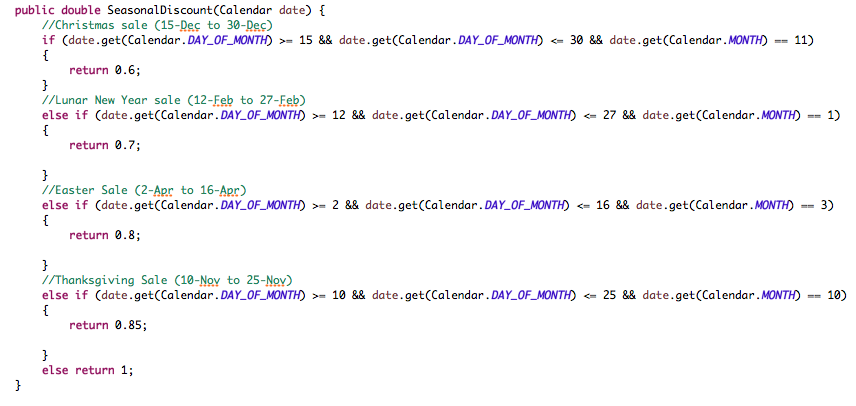 public double SeasonalDiscount(Calendar date) {
//Christmas sale (15-Dec to 30-Dec)
if (date.get(Calendar.DAY_OF_MONTH) >= 15 && date.get(Calendar.DAY_OF_MONTH) <= 30 && date.get(Calendar.MONTH) == 11)
{
return 0.6;
}
//Lunar New Year sale (12-Feb to 27-Feb)
else if (date.get(Calendar.DAY_OF_MONTH) >= 12 && date.get(Calendar.DAY_OF_MONTH) <= 27 && date.get(Calendar.MONTH) == 1)
{
return 0.7;
}
//Easter Sale (2-Apr to 16-Apr)
else if (date.get(Calendar.DAY_OF_MONTH) >= 2 && date.get(Calendar.DAY_OF_MONTH) <= 16 && date.get(Calendar.MONTH) == 3)
{
return 0.8;
}
//Thanksgiving Sale (10-Nov to 25-Nov)
else if (date.get(Calendar.DAY_OF_MONTH) >= 10 && date.get(Calendar.DAY_OF_MONTH) <= 25 && date.get(Calendar.MONTH) == 10)
{
return 0.85;
}
else return 1;
}